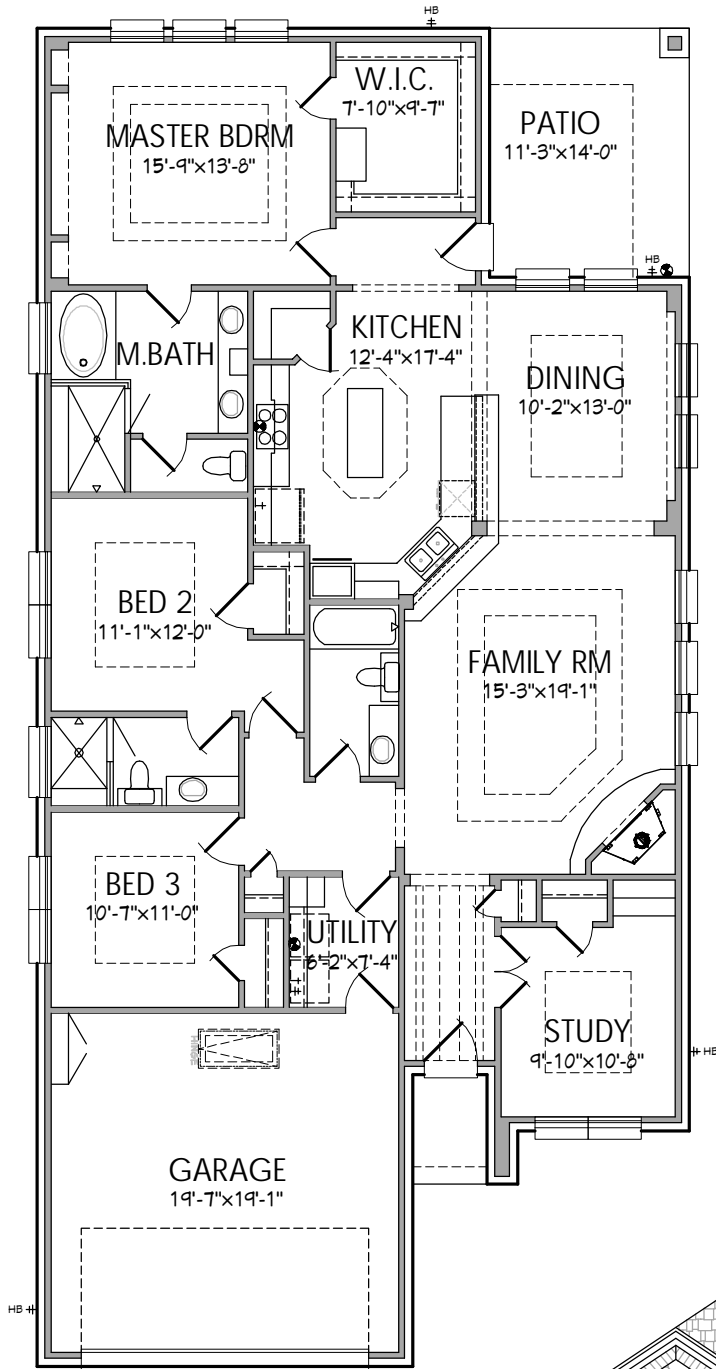 HB
W.I.C.
7'-10"x9'-7"
MASTER BDRM
15'-9"x13'-8"
PATIO
11'-3"x14'-0"
HB
KITCHEN
12'-4"x17'-4"
M.BATH
DINING
10'-2"x13'-0"
BED 2
11'-1"x12'-0"
FAMILY RM
15'-3"x19'-1"
BED 3
10'-7"x11'-0"
UTILITY
6'-2"x7'-4"
STUDY
9'-10"x10'-8"
HINGE
HB
GARAGE
19'-7"x19'-1"
HB